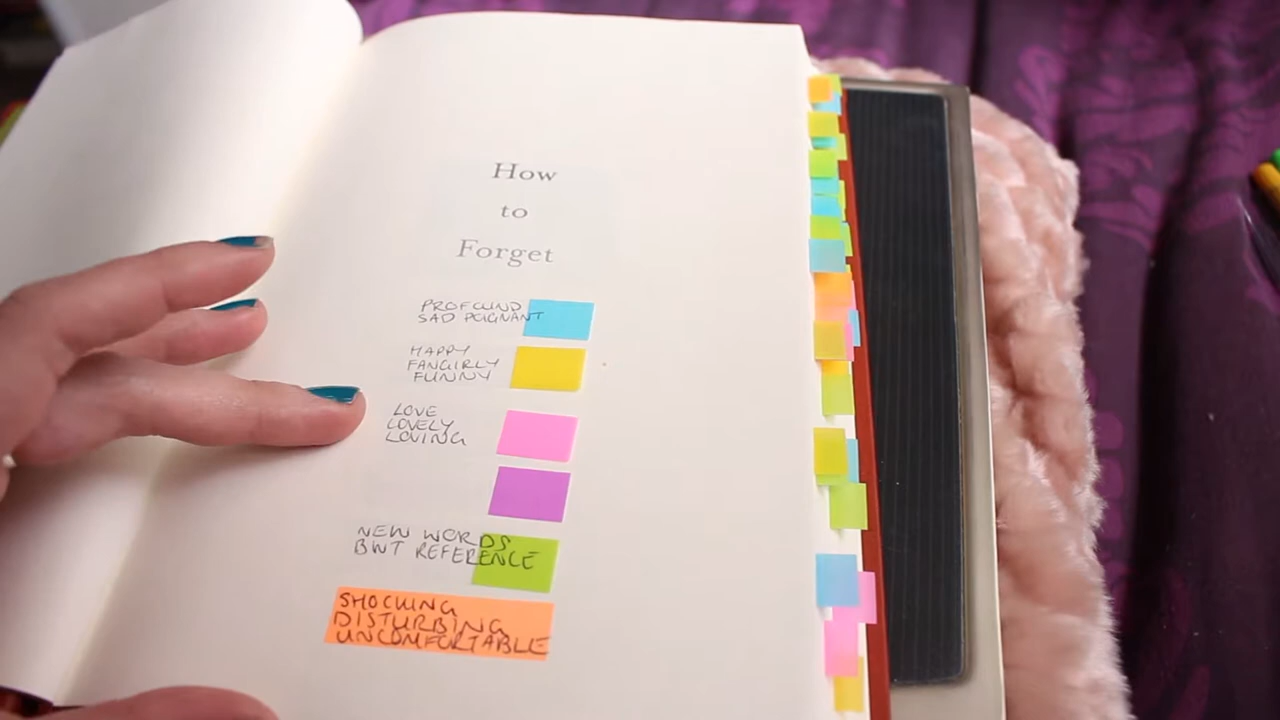 How
to
Forget
PROFOUND
SAD POIGNANT
HAPPY
FANGIRLY
FUNNY
LOVE
LOVELY
LOVING
NEW WORDS
BWT REFERENCE
SHOCKING
DISTURBING
UNCOMFORTABLE